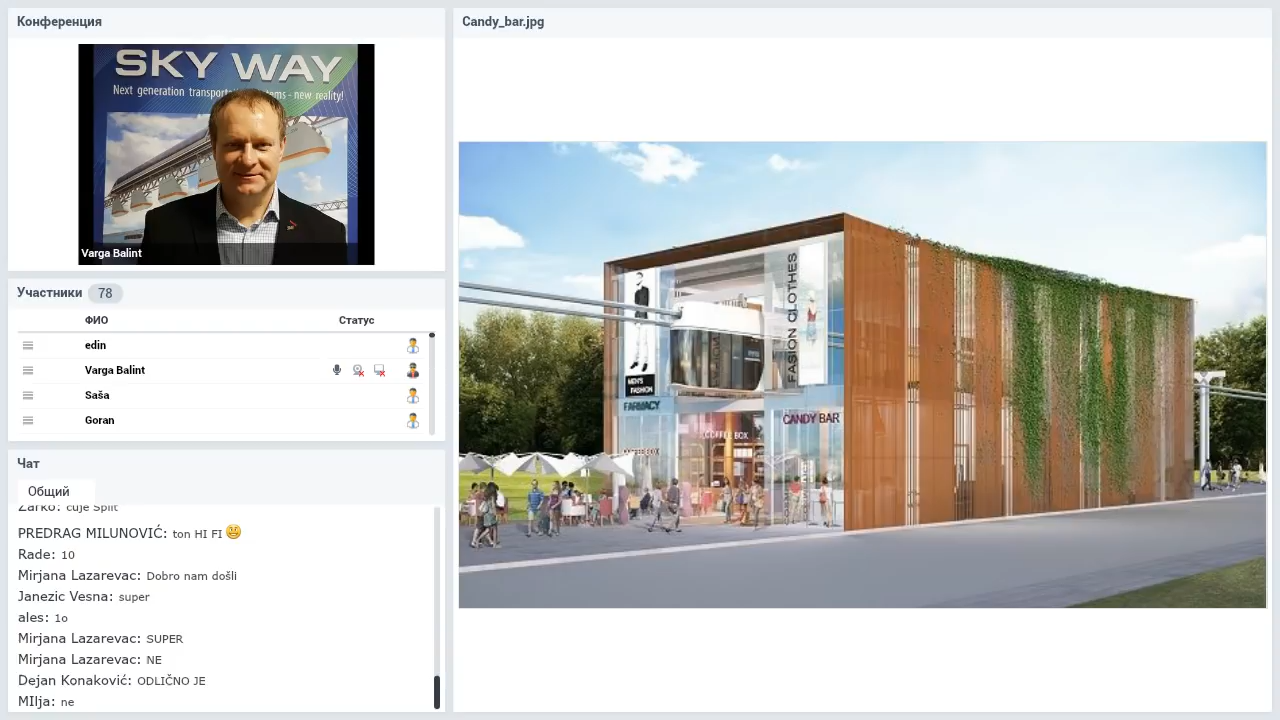 Конференция
SKY WAY
Next generation
- new reality!
Varga Balint
Участники 78
ФИО Статус
edin
Varga Balint
Saša
Goran
Чат
Общий
Žarko: čuje Split
PREDRAG MILUNOVIĆ: ton HI FI
Rade: 10
Mirjana Lazarevac: Dobro nam došli
Janezic Vesna: super
ales: 1o
Mirjana Lazarevac: SUPER
Mirjana Lazarevac: NE
Dejan Konaković: ODLIČNO JE
MIlja: ne
Candy_bar.jpg
FASION CLOTHES
MEN'S
FASHION
FARMACY
COFFEE BOX
CANDY BAR